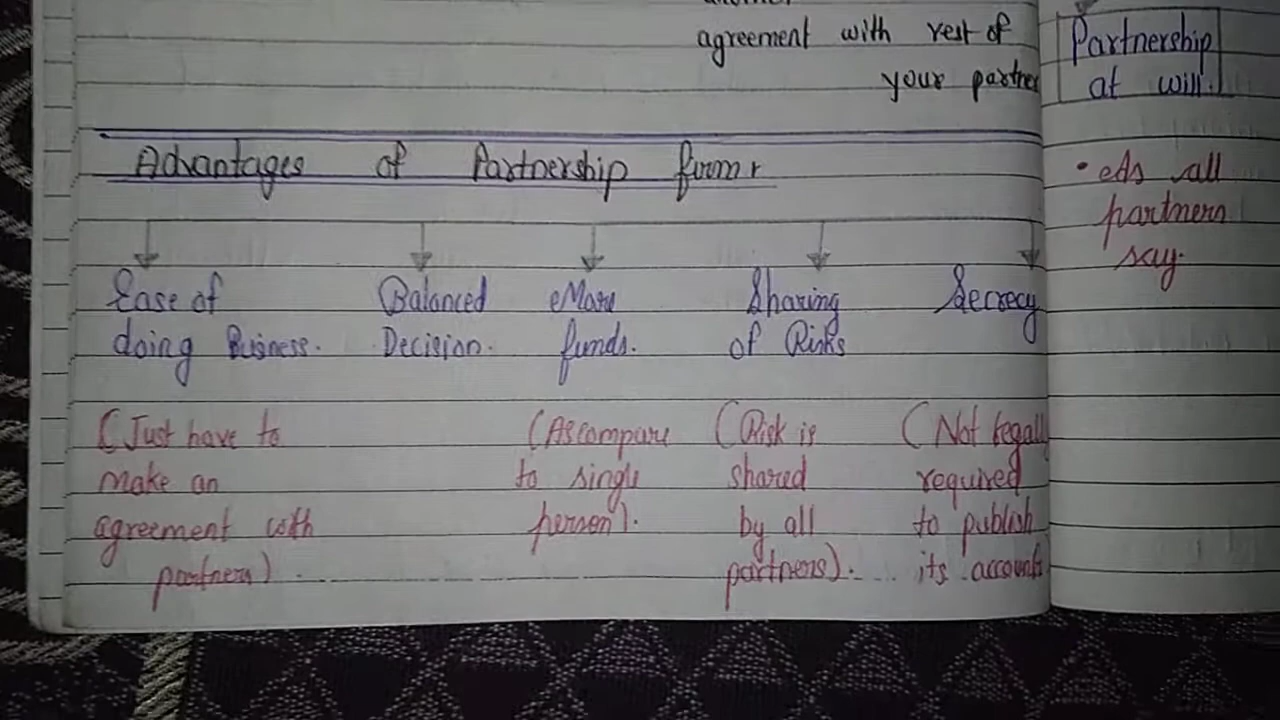 agreement with rest of
your partner
Advantages of Partnership firm
Ease of
doing Business.
Balanced
Decision.
More
funds.
Sharing
of Risks
Secrecy
(Just have to
make an
agreement with
partners)
(As compare
to single
person).
(Risk is
shared
by all
partners).
(Not legally
required
to publish
its account
Partnership
at will.
• As all
partners
say.